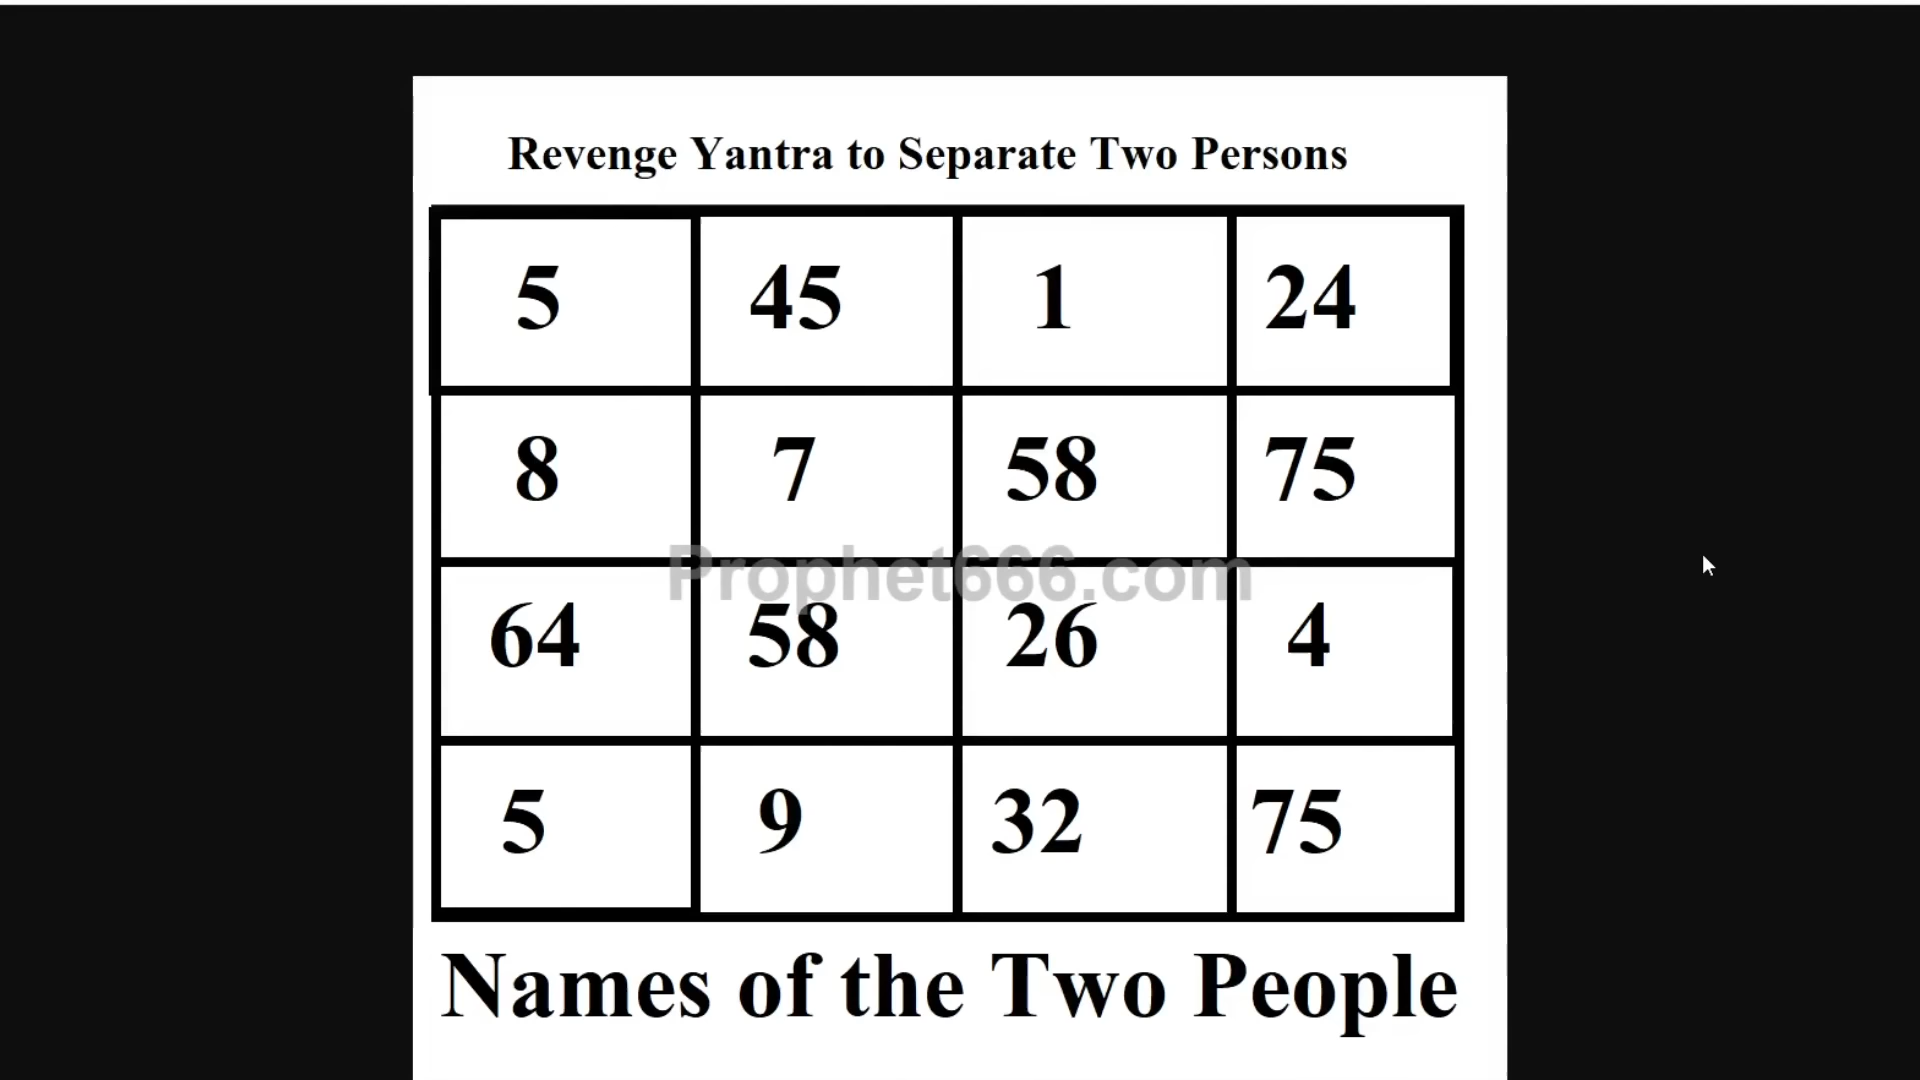 Revenge Yantra to Separate Two Persons
5 45 1 24
8 7 58 75
Prophet666.com
64 58 26 4
5 9 32 75
Names of the Two People